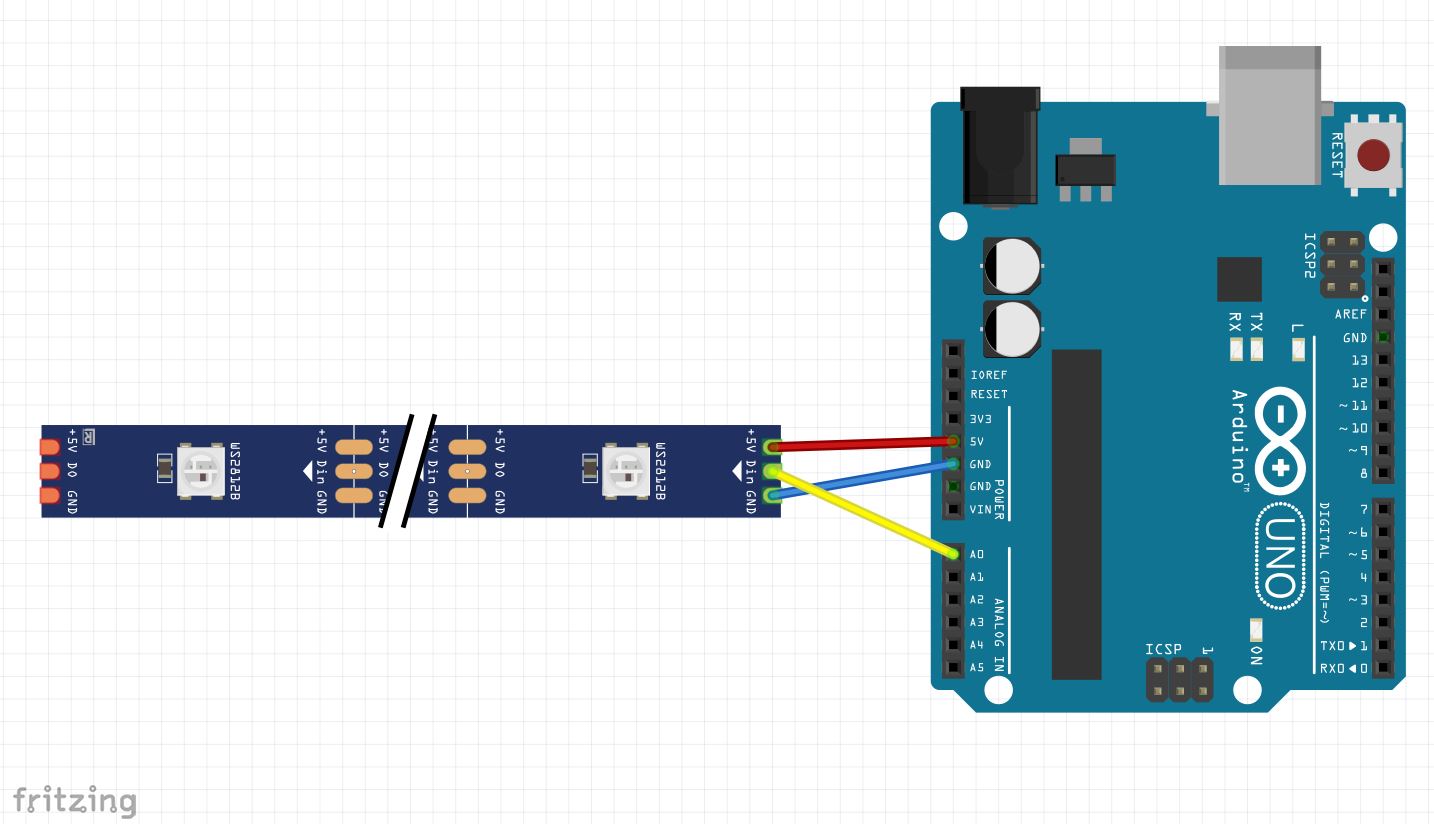 +5V
DO
GND
R
WS2812B
+5V
Din
GND
+5V
DO
GND
+5V
Din
GND
+5V
DO
GND
WS2812B
+5V
Din
GND
IOREF
RESET
3V3
5V
GND
GND
VIN
POWER
A0
A1
A2
A3
A4
A5
ANALOG IN
RESET
ICSP2
RX
TX
L
AREF
GND
13
12
~11
~10
~9
8
7
~6
~5
4
~3
2
TX0▶1
RX0◀0
DIGITAL (PWM=~)
Arduino™
UNO
ON
ICSP
1
fritzing